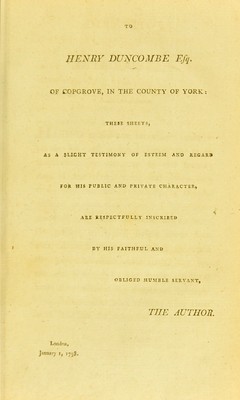 TO
HENRY DUNCOMBE Eſq.
OF COPGROVE, IN THE COUNTY OF YORK:
THESE SHEETS,
AS A SLIGHT TESTIMONY OF ESTEEM AND REGARD
FOR HIS PUBLIC AND PRIVATE CHARACTER,
ARE RESPECTFULLY INSCRIBED
BY HIS FAITHFUL AND
OBLIGED HUMBLE SERVANT,
THE AUTHOR.
London,
January 1, 1798.